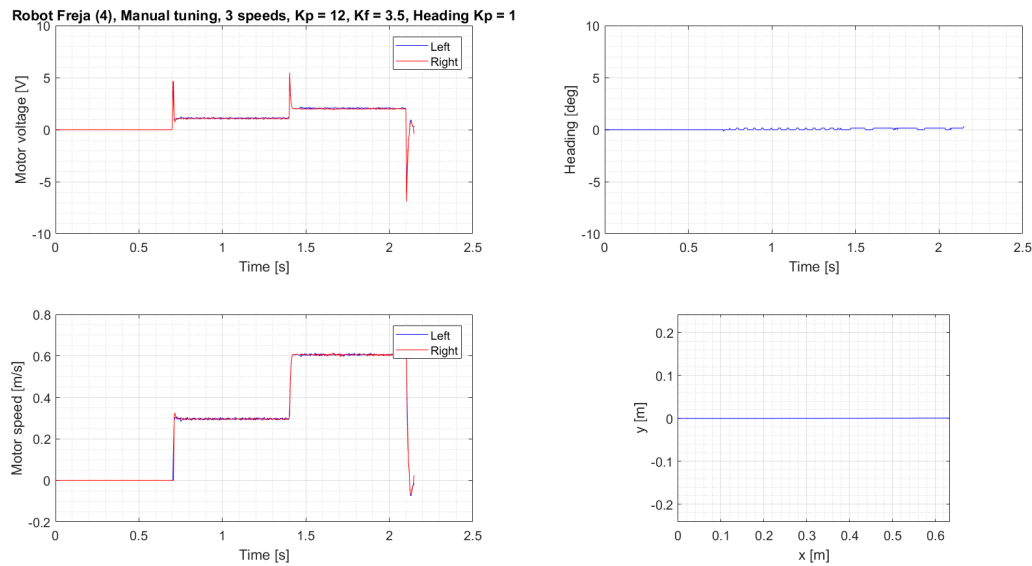 Robot Freja (4), Manual tuning, 3 speeds, Kp = 12, Kf = 3.5, Heading Kp = 1
10
5
0
-5
-10
Motor voltage [V]
Left
Right
0 0.5 1 1.5 2 2.5
Time [s]
10
5
0
-5
-10
Heading [deg]
0 0.5 1 1.5 2 2.5
Time [s]
0.8
0.6
0.4
0.2
0
-0.2
Motor speed [m/s]
Left
Right
0 0.5 1 1.5 2 2.5
Time [s]
0.2
0.1
0
-0.1
-0.2
y [m]
0 0.1 0.2 0.3 0.4 0.5 0.6
x [m]